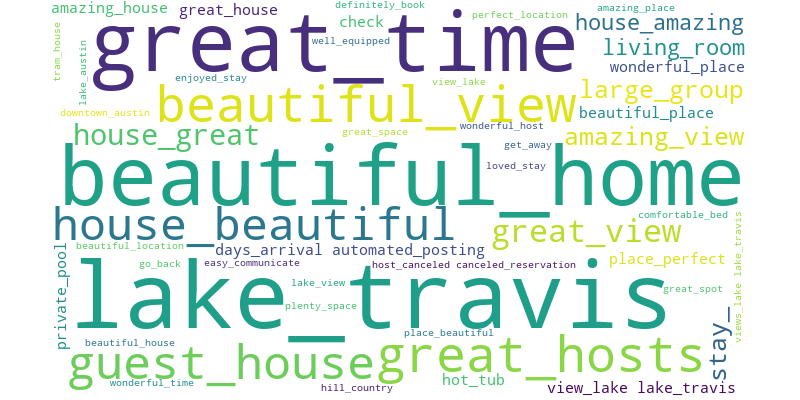 amazing_house great_house definitely_book perfect_location amazing_place
tram_house lake_austin great_time check well_equipped house_amazing
living_room
enjoyed_stay view_lake wonderful_place
beautiful_view large_group
downtown_austin beautiful_place
house_great great_space wonderful_host amazing_view
get_away
beautiful_home loved_stay
house_beautiful great_view comfortable_bed
beautiful_location days_arrival automated_posting place_perfect views_lake lake_travis
private_pool go_back easy_communicate host_canceled canceled_reservation
lake_travis lake_view great_spot
plenty_space
beautiful_house place_beautiful stay_
guest_house great_hosts
wonderful_time hill_country hot_tub view_lake lake_travis